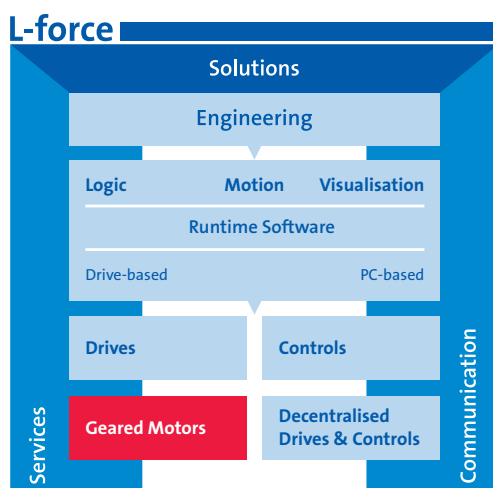 L-force
Solutions
Engineering
Logic Motion Visualisation
Runtime Software
Drive-based PC-based
Drives Controls
Geared Motors Decentralised
Drives & Controls
Services
Communication